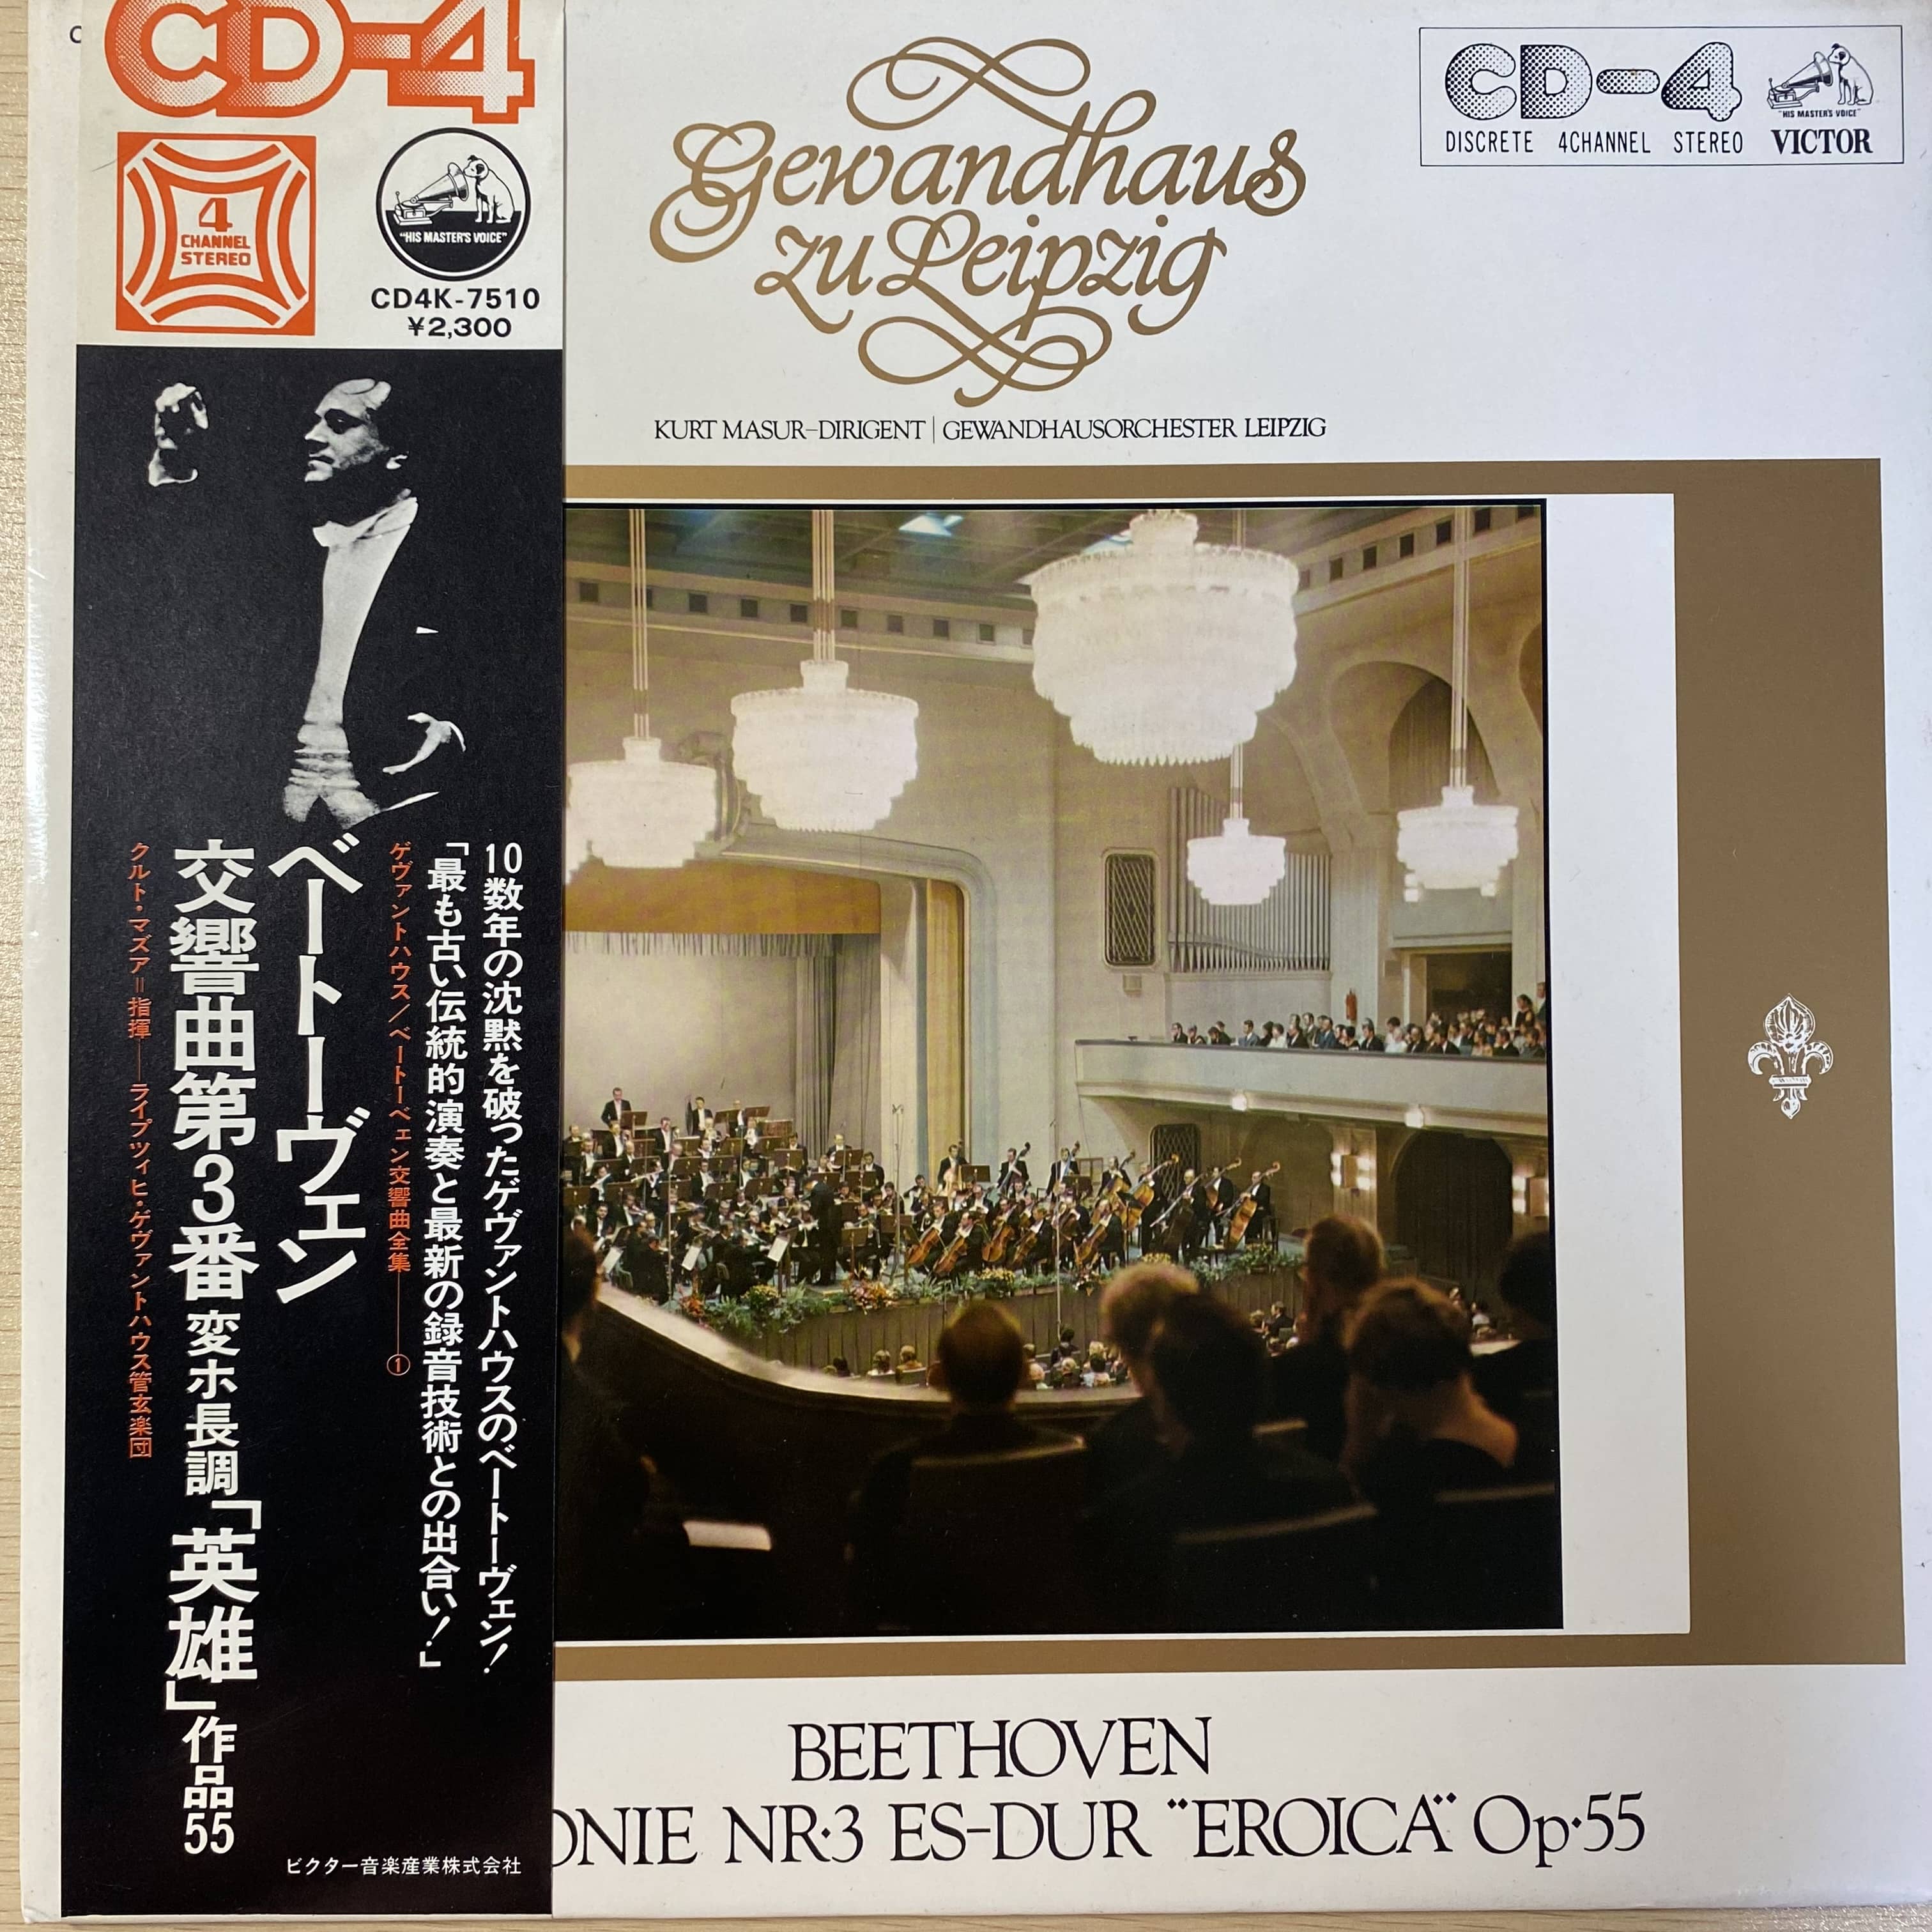 CD-4
4
CHANNEL
STEREO
"HIS MASTER'S VOICE"
CD4K-7510
¥2,300
10数年の沈黙を破ったゲヴァントハウスのベートーヴェン!
「最も古い伝統的演奏と最新の録音技術との出合い!」
ゲヴァントハウス/ベートーベェン交響曲全集——①
ベートーヴェン
交響曲第3番変ホ長調「英雄」作品55
クルト・マズア=指揮——ライプツィヒ・ゲヴァントハウス管玄楽団
ビクター音楽産業株式会社
Gewandhaus
zu Leipzig
KURT MASUR-DIRIGENT | GEWANDHAUSORCHESTER LEIPZIG
CD-4
DISCRETE 4CHANNEL STEREO
"HIS MASTER'S VOICE"
VICTOR
BEETHOVEN
ONIE NR·3 ES-DUR "EROICA" Op·55